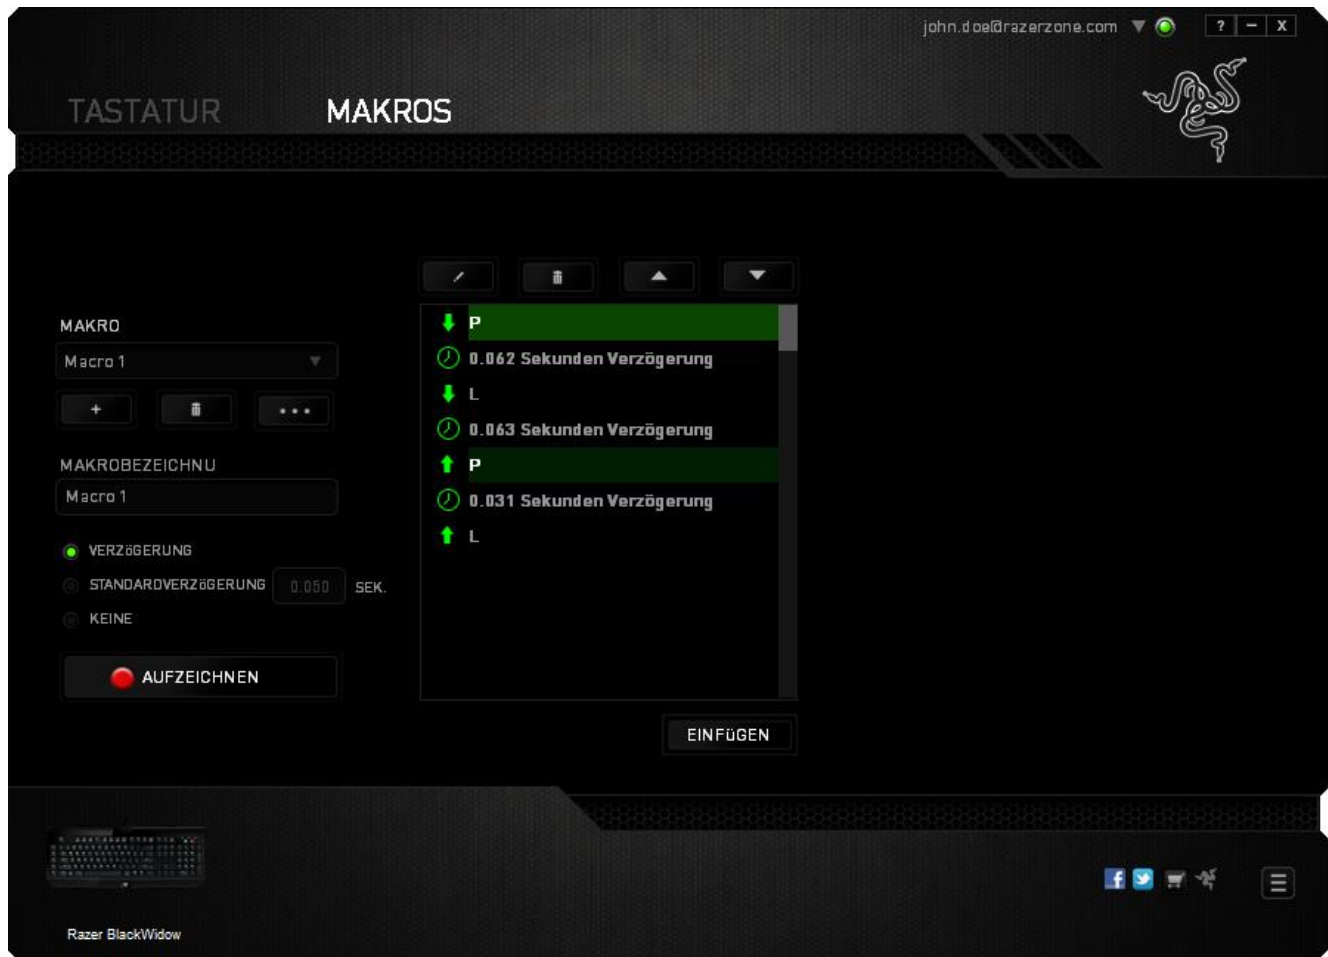 john.doe@razerzone.com
? – X
TASTATUR MAKROS
MAKRO
Macro 1
+ ...
MAKROBEZEICHNU
Macro 1
VERZöGERUNG
STANDARDVERZöGERUNG 0.050 SEK.
KEINE
AUFZEICHNEN
P
0.062 Sekunden Verzögerung
L
0.063 Sekunden Verzögerung
P
0.031 Sekunden Verzögerung
L
EINFüGEN
Razer BlackWidow
f